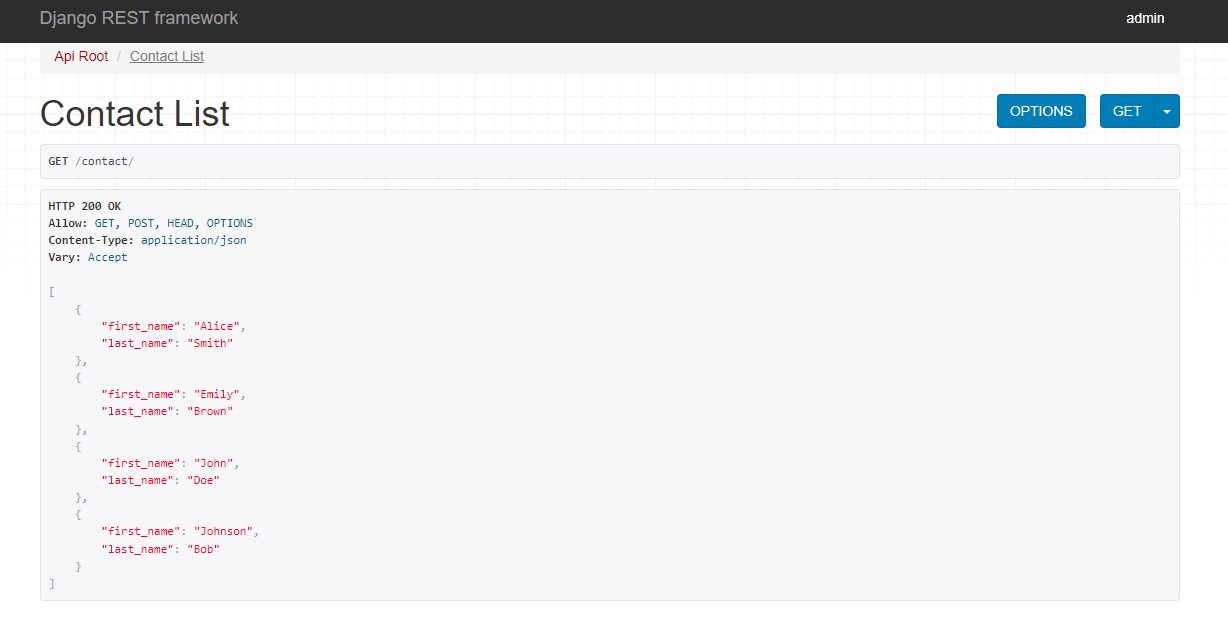 Django REST framework
admin
Api Root / Contact List
Contact List
OPTIONS
GET
GET /contact/
HTTP 200 OK
Allow: GET, POST, HEAD, OPTIONS
Content-Type: application/json
Vary: Accept
[
    {
        "first_name": "Alice",
        "last_name": "Smith"
    },
    {
        "first_name": "Emily",
        "last_name": "Brown"
    },
    {
        "first_name": "John",
        "last_name": "Doe"
    },
    {
        "first_name": "Johnson",
        "last_name": "Bob"
    }
]